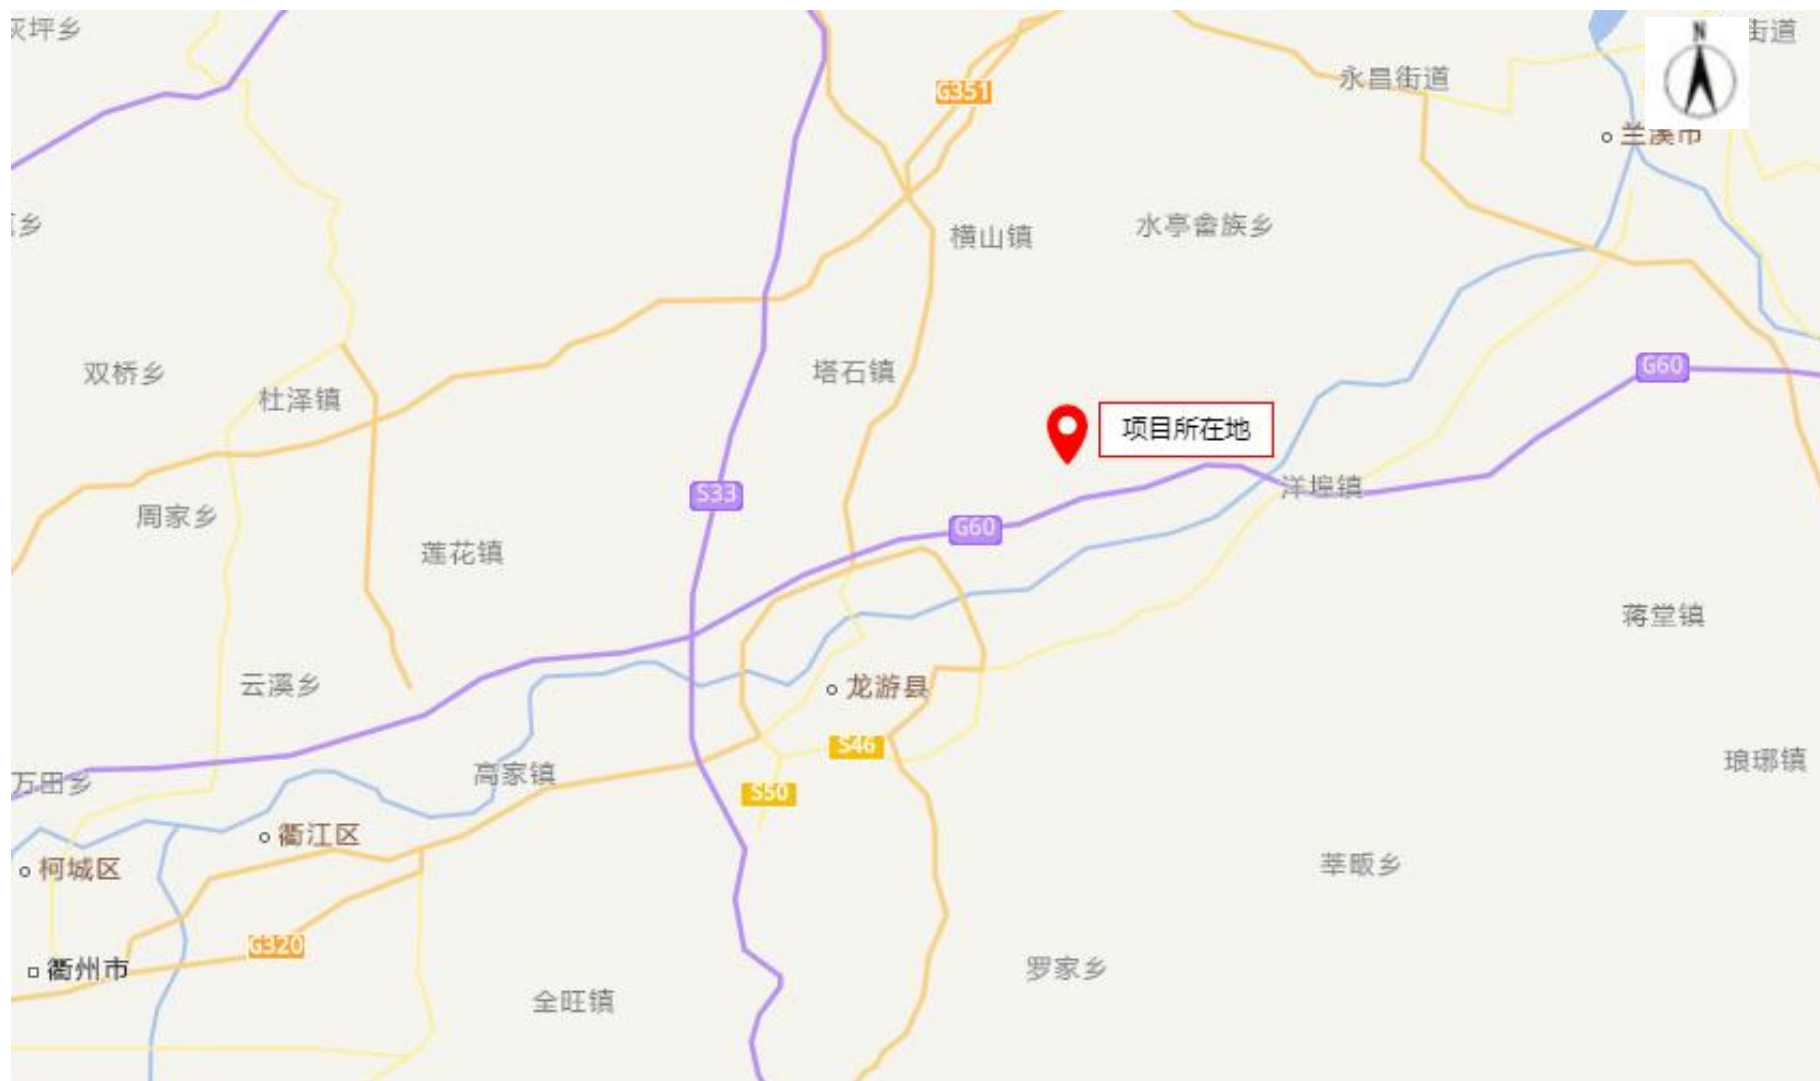 灰坪乡
N
街道
永昌街道
G351
兰溪市
乡
横山镇
水亭畲族乡
双桥乡
杜泽镇
塔石镇
G60
项目所在地
S33
洋埠镇
周家乡
G60
莲花镇
蒋堂镇
云溪乡
龙游县
S46
琅琊镇
万田乡
高家镇
S50
衢江区
柯城区
莘畈乡
G320
衢州市
罗家乡
全旺镇